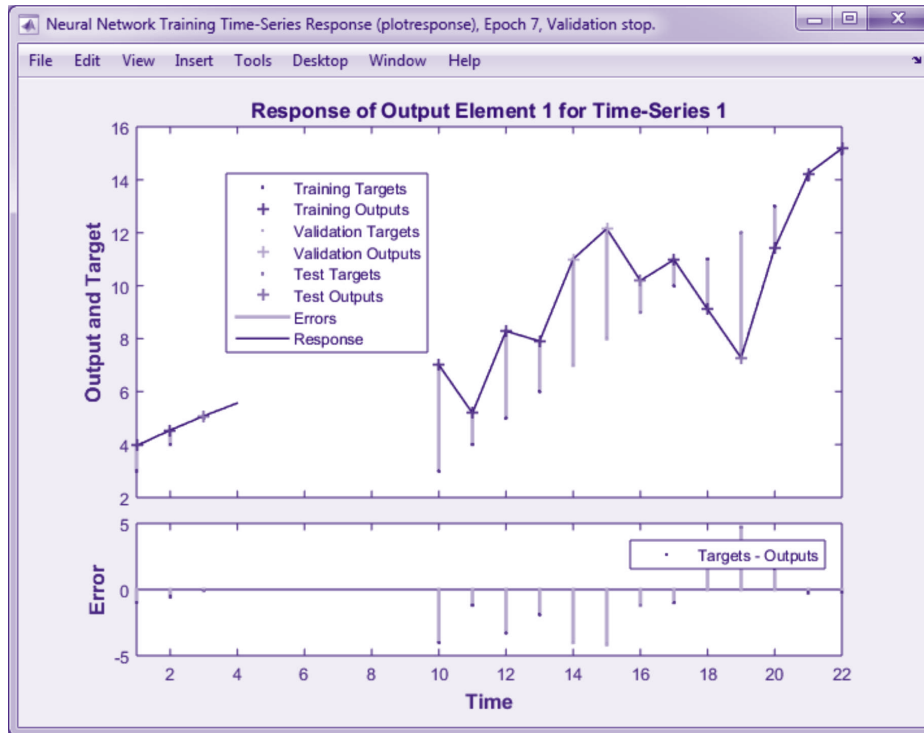 Neural Network Training Time-Series Response (plotresponse), Epoch 7, Validation stop.
File Edit View Insert Tools Desktop Window Help
Response of Output Element 1 for Time-Series 1
16
14
12
10
8
6
4
2
Output and Target
Training Targets
Training Outputs
Validation Targets
Validation Outputs
Test Targets
Test Outputs
Errors
Response
5
0
-5
Error
Targets - Outputs
2 4 6 8 10 12 14 16 18 20 22
Time